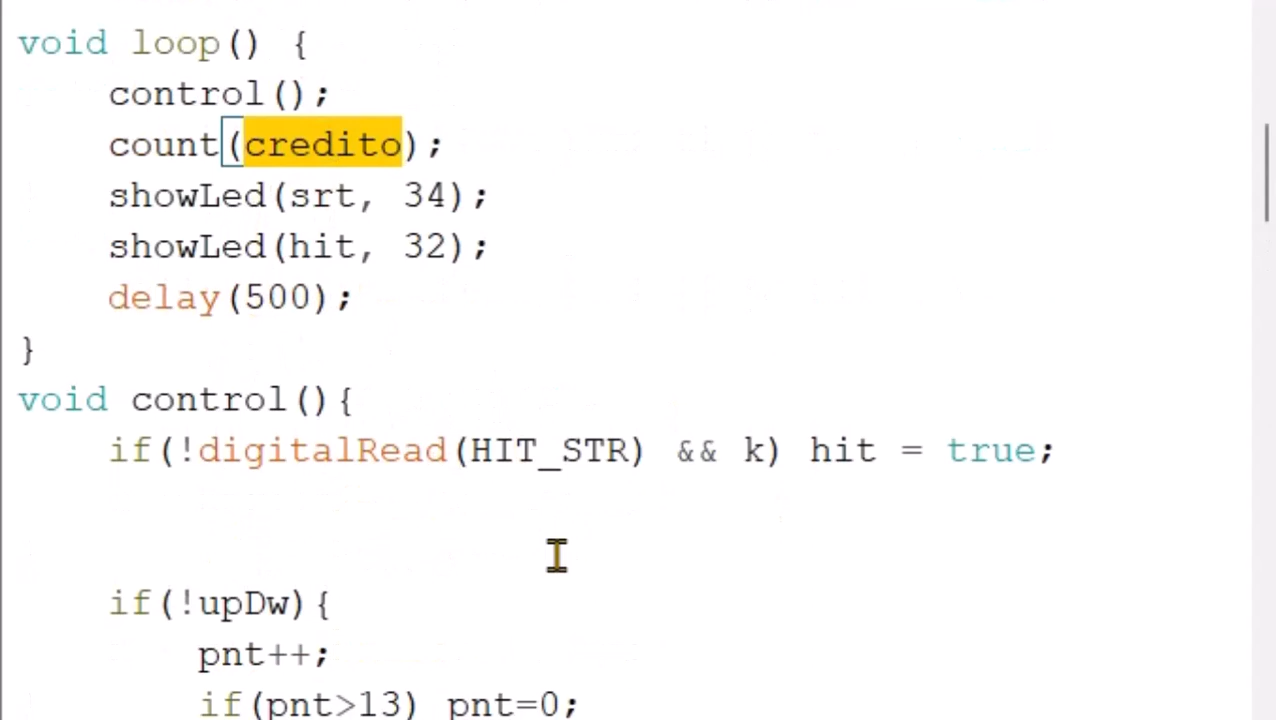 void loop() {
control();
count(credito);
showLed(srt, 34);
showLed(hit, 32);
delay(500);
}
void control(){
if(!digitalRead(HIT_STR) && k) hit = true;
if(!upDw){
pnt++;
if(pnt>13) pnt=0;